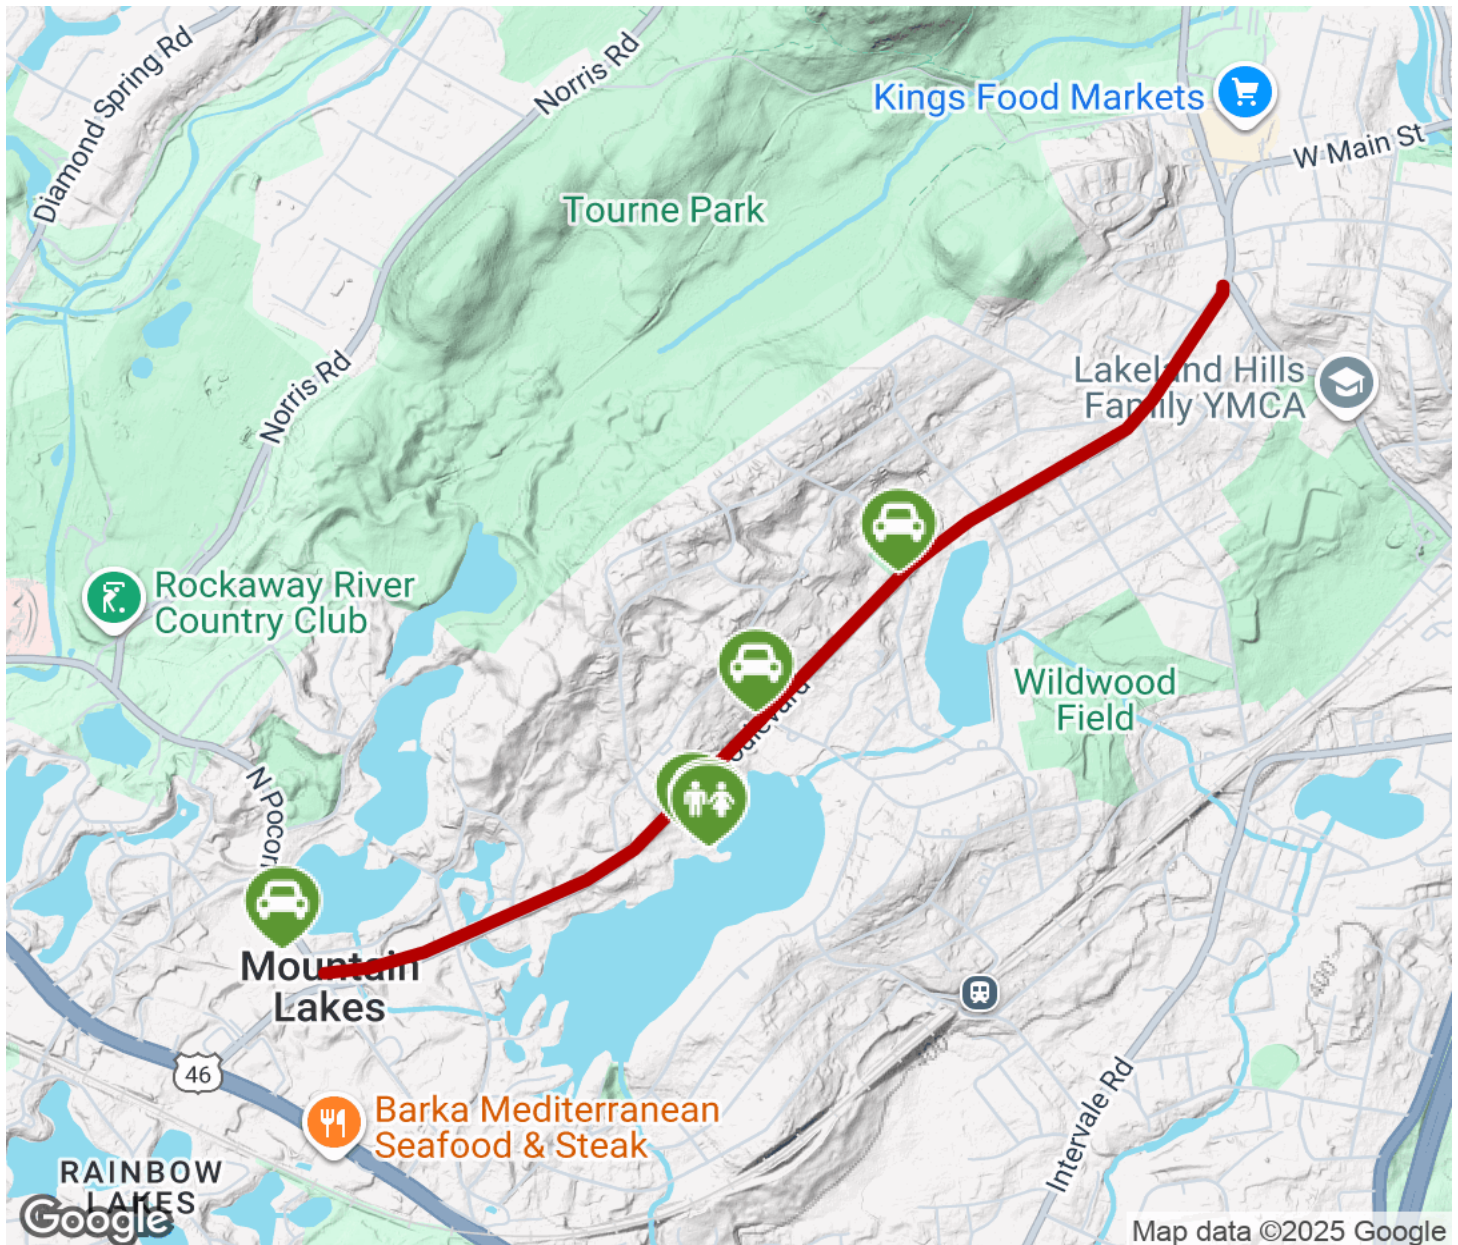 Diamond Spring Rd
Norris Rd
Kings Food Markets
W Main St
Tourne Park
Norris Rd
Lakeland Hills
Family YMCA
Rockaway River
Country Club
Wildwood
Field
N Pocon
Mountain
Lakes
46
Barka Mediterranean
Seafood & Steak
Intervale Rd
RAINBOW
LAKES
Google
Map data ©2025 Google